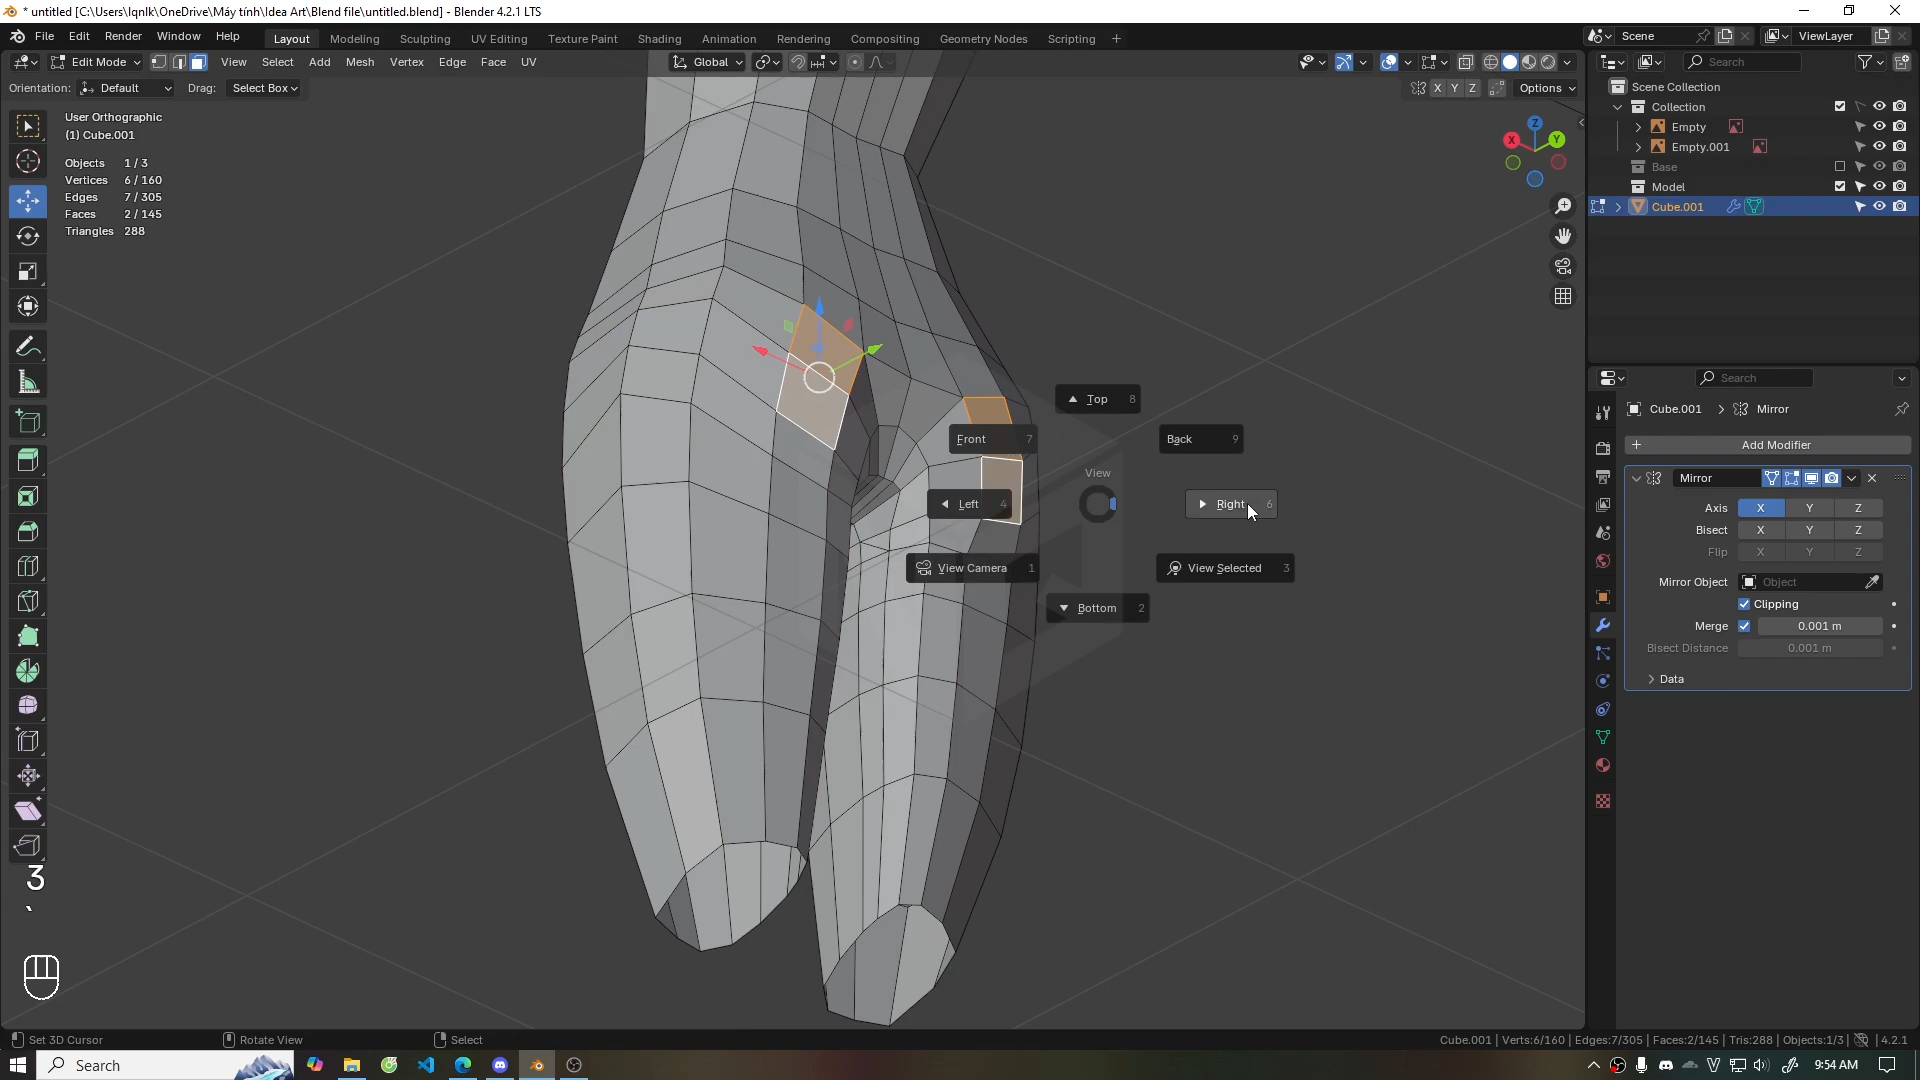 * untitled [C:\Users\lqnlk\OneDrive\Máy tính\Idea Art\Blend file\untitled.blend] - Blender 4.2.1 LTS
File Edit Render Window Help
Layout Modeling Sculpting UV Editing Texture Paint Shading Animation Rendering Compositing Geometry Nodes Scripting +
Scene ViewLayer
Edit Mode View Select Add Mesh Vertex Edge Face UV Global Search
Orientation: Default Drag: Select Box X Y Z Options
Scene Collection
User Orthographic
(1) Cube.001
Collection
Empty
Empty.001
Base
Model
Cube.001
Objects 1 / 3
Vertices 6 / 160
Edges 7 / 305
Faces 2 / 145
Triangles 288
Z
X Y
Search
Cube.001 > Mirror
+ Add Modifier
Mirror
Axis X Y Z
Bisect X Y Z
Flip X Y Z
Mirror Object Object
Clipping
Merge 0.001 m
Bisect Distance 0.001 m
Data
Top 8
Front 7
Back 9
View
Left 4
Right 6
View Camera 1
View Selected 3
Bottom 2
3
`
Set 3D Cursor Rotate View Select
Cube.001 | Verts:6/160 | Edges:7/305 | Faces:2/145 | Tris:288 | Objects:1/3 | 4.2.1
Search
9:54 AM